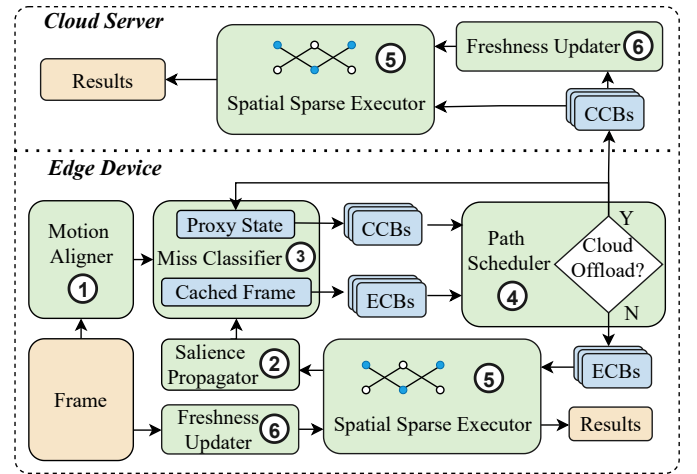 Cloud Server
Results
5
Spatial Sparse Executor
Freshness Updater 6
CCBs
Edge Device
Motion
Aligner
1
Proxy State
Miss Classifier 3
Cached Frame
CCBs
ECBs
Path
Scheduler
4
Y
Cloud
Offload?
N
Frame
Salience
Propagator 2
Freshness
Updater 6
5
Spatial Sparse Executor
ECBs
Results